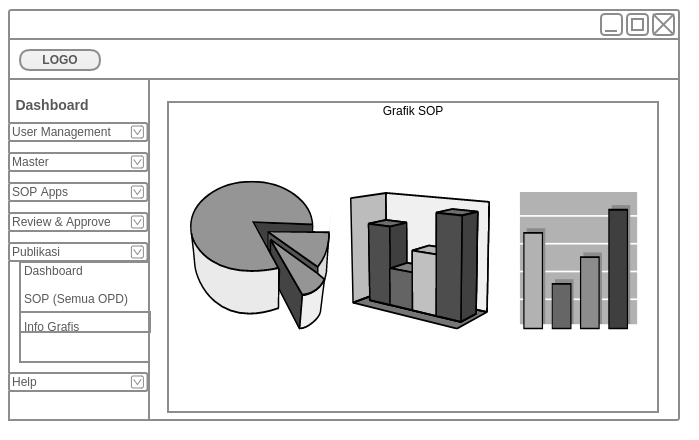 LOGO
Dashboard
User Management
Master
SOP Apps
Review & Approve
Publikasi
Dashboard
SOP (Semua OPD)
Info Grafis
Help
Grafik SOP